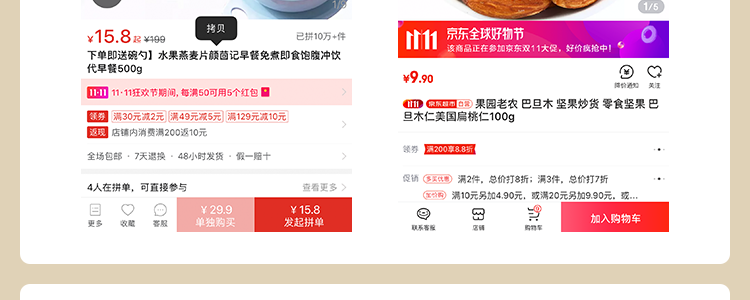 1/5
¥15.8 ¥199
拷贝
已拼10万+件
下单即送碗勺】水果燕麦片颜茴记早餐免煮即食饱腹冲饮
代早餐500g
11·11 11·11狂欢节期间, 每满50可用5个红包
领券 满30元减2元 满49元减5元 满129元减10元
返现 店铺内消费满200返10元
全场包邮 · 7天退换 · 48小时发货 · 假一赔十
4人在拼单，可直接参与 查看更多
更多 收藏 客服
¥ 29.9
单独购买
¥ 15.8
发起拼单
1/5
11.11 京东全球好物节
该商品正在参加京东双11大促，好价疯抢中！
¥9.90
降价通知 关注
11.11 京东超市 自营 果园老农 巴旦木 坚果炒货 零食坚果 巴
旦木仁美国扁桃仁100g
领券 满200享8.8折
促销 多买优惠 满2件，总价打8折；满3件，总价打7折
加价购 满10元另加4.90元，或满20元另加9.90元，或...
联系客服 店铺 购物车
加入购物车